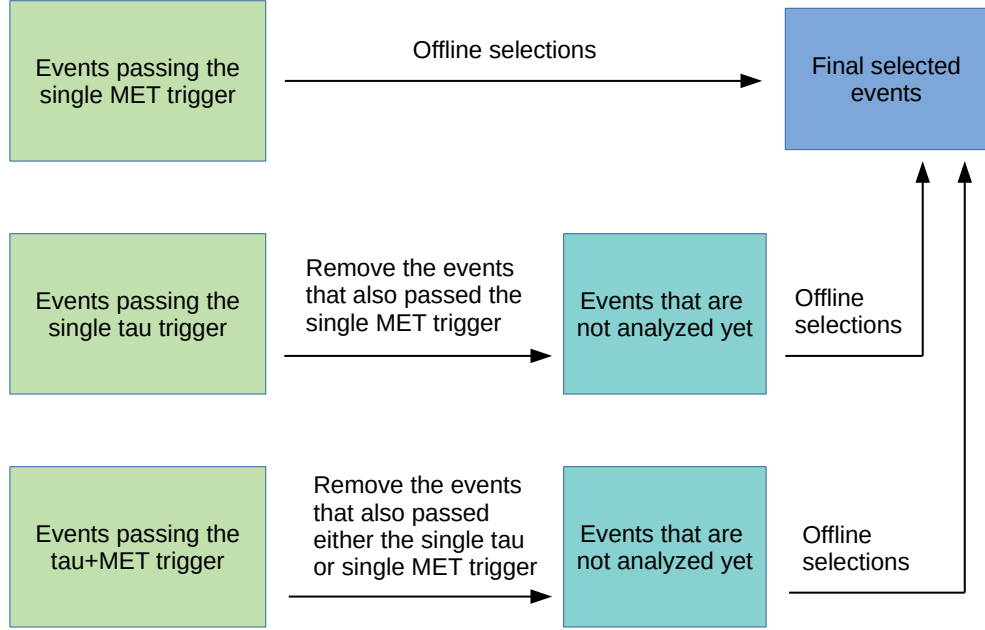 Events passing the
single MET trigger
Offline selections
Final selected
events
Events passing the
single tau trigger
Remove the events
that also passed the
single MET trigger
Events that are
not analyzed yet
Offline
selections
Events passing the
tau+MET trigger
Remove the events
that also passed
either the single tau
or single MET trigger
Events that are
not analyzed yet
Offline
selections